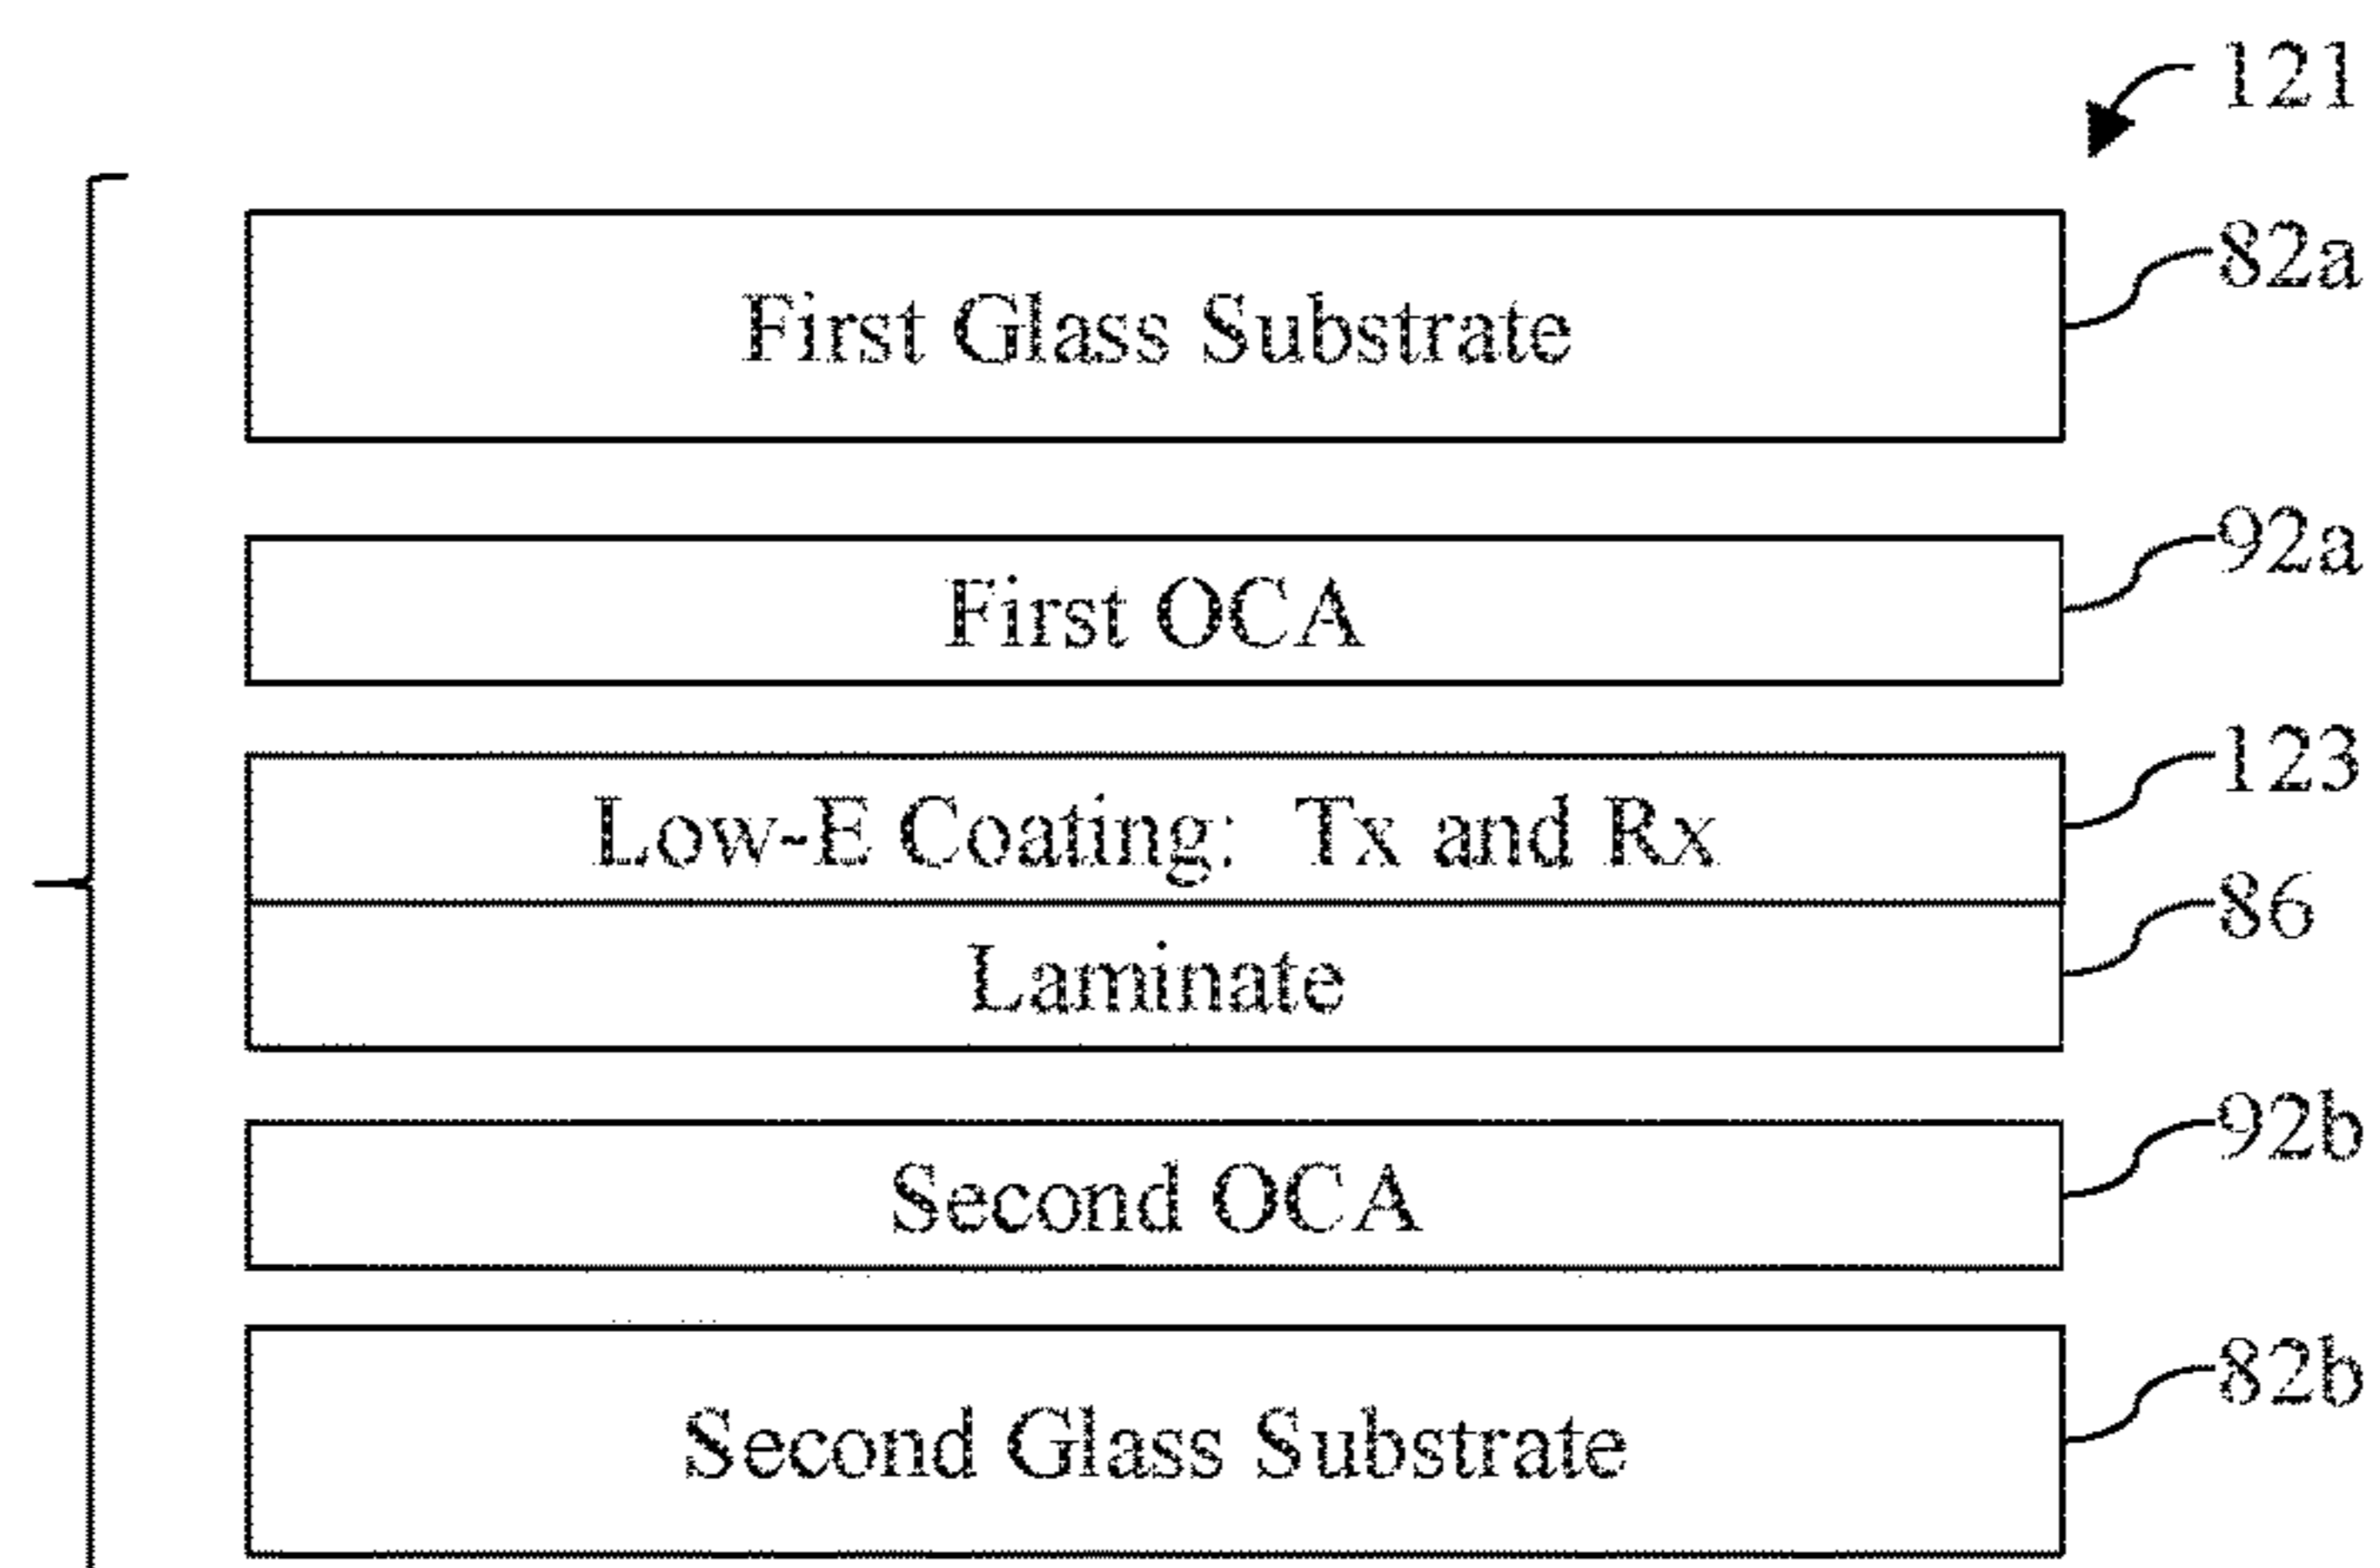 121
First Glass Substrate 82a
First OCA 92a
Low-E Coating: Tx and Rx 123
Laminate 86
Second OCA 92b
Second Glass Substrate 82b